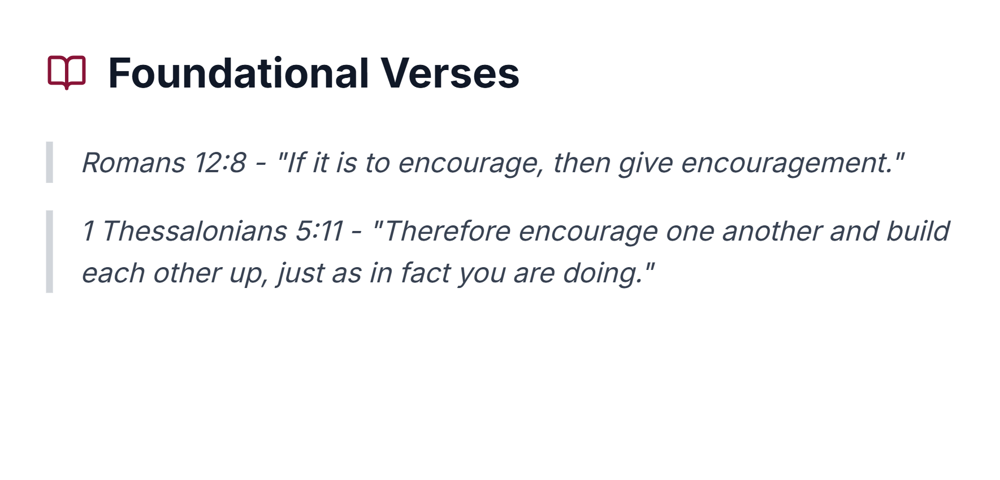 Foundational Verses
Romans 12:8 - "If it is to encourage, then give encouragement."
1 Thessalonians 5:11 - "Therefore encourage one another and build
each other up, just as in fact you are doing."